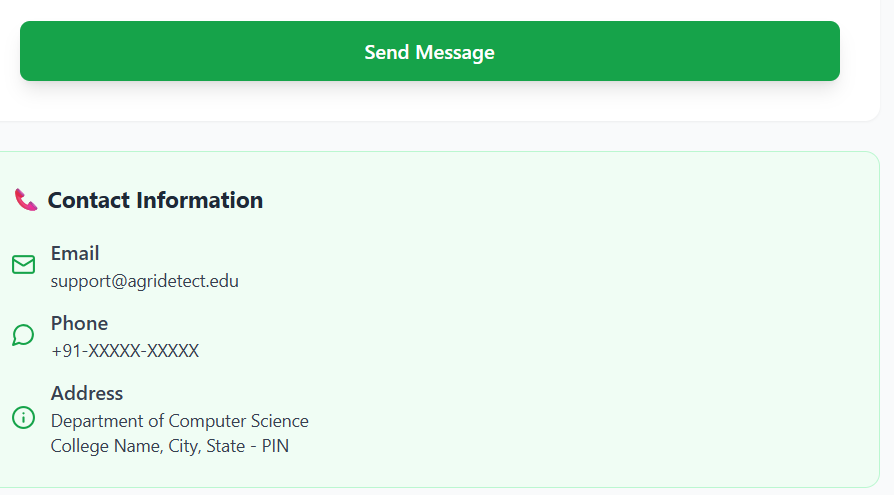 Send Message
Contact Information
Email
support@agridetect.edu
Phone
+91-XXXXX-XXXXX
Address
Department of Computer Science
College Name, City, State - PIN